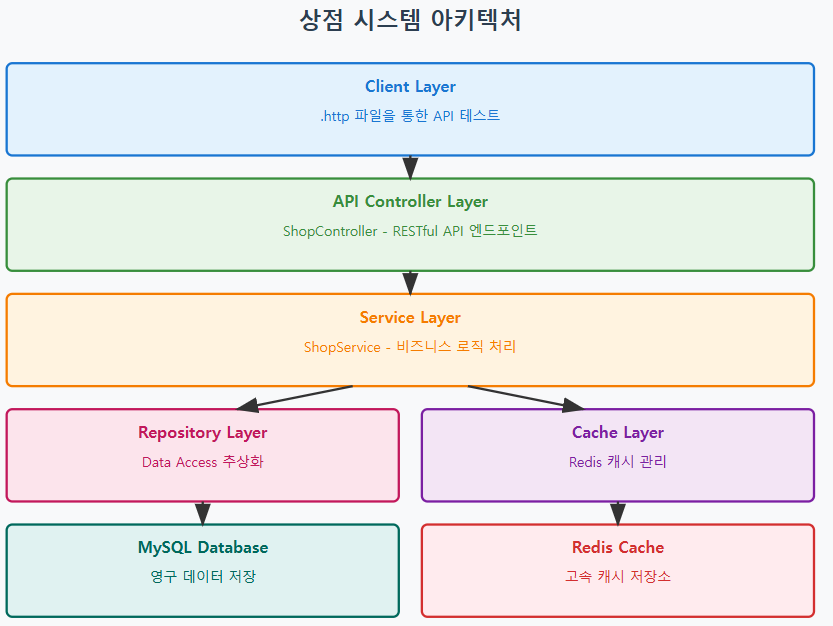 상점 시스템 아키텍처
Client Layer
.http 파일을 통한 API 테스트
API Controller Layer
ShopController - RESTful API 엔드포인트
Service Layer
ShopService - 비즈니스 로직 처리
Repository Layer
Data Access 추상화
Cache Layer
Redis 캐시 관리
MySQL Database
영구 데이터 저장
Redis Cache
고속 캐시 저장소